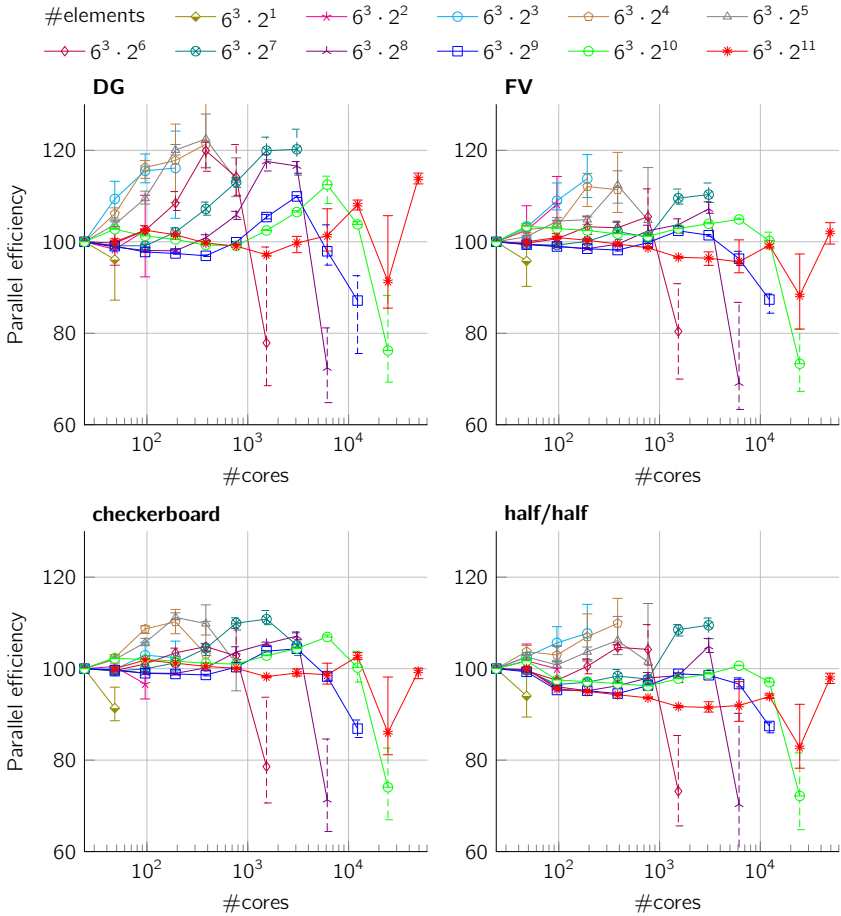 #elements 6³ · 2¹ 6³ · 2² 6³ · 2³ 6³ · 2⁴ 6³ · 2⁵
6³ · 2⁶ 6³ · 2⁷ 6³ · 2⁸ 6³ · 2⁹ 6³ · 2¹⁰ 6³ · 2¹¹
DG
120
100
80
60
Parallel efficiency
10² 10³ 10⁴
#cores
FV
120
100
80
60
10² 10³ 10⁴
#cores
checkerboard
120
100
80
60
Parallel efficiency
10² 10³ 10⁴
#cores
half/half
120
100
80
60
10² 10³ 10⁴
#cores